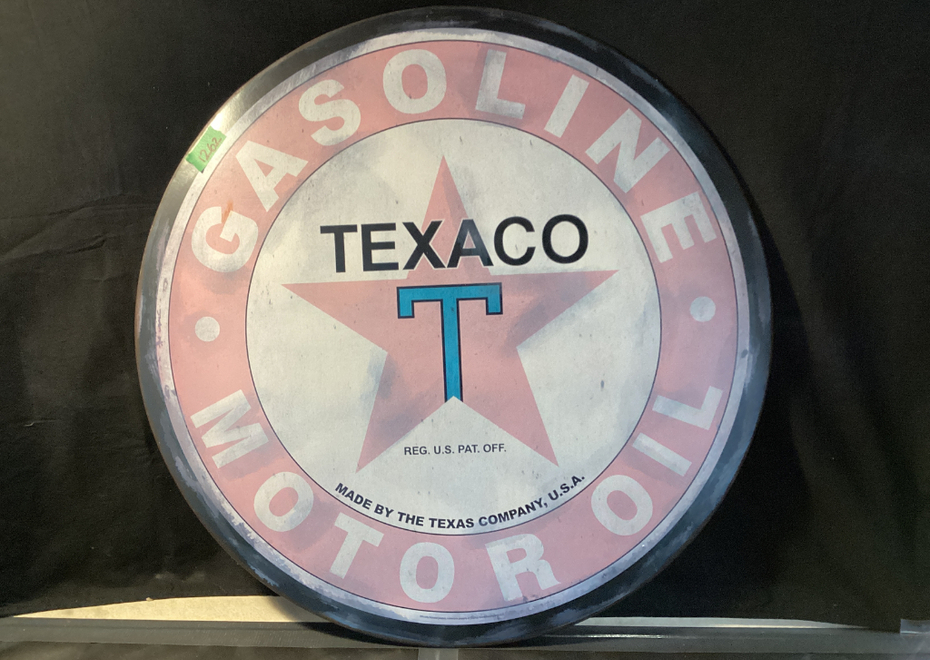 GASOLINE
TEXACO
T
REG. U.S. PAT. OFF.
MADE BY THE TEXAS COMPANY, U.S.A.
MOTOR OIL